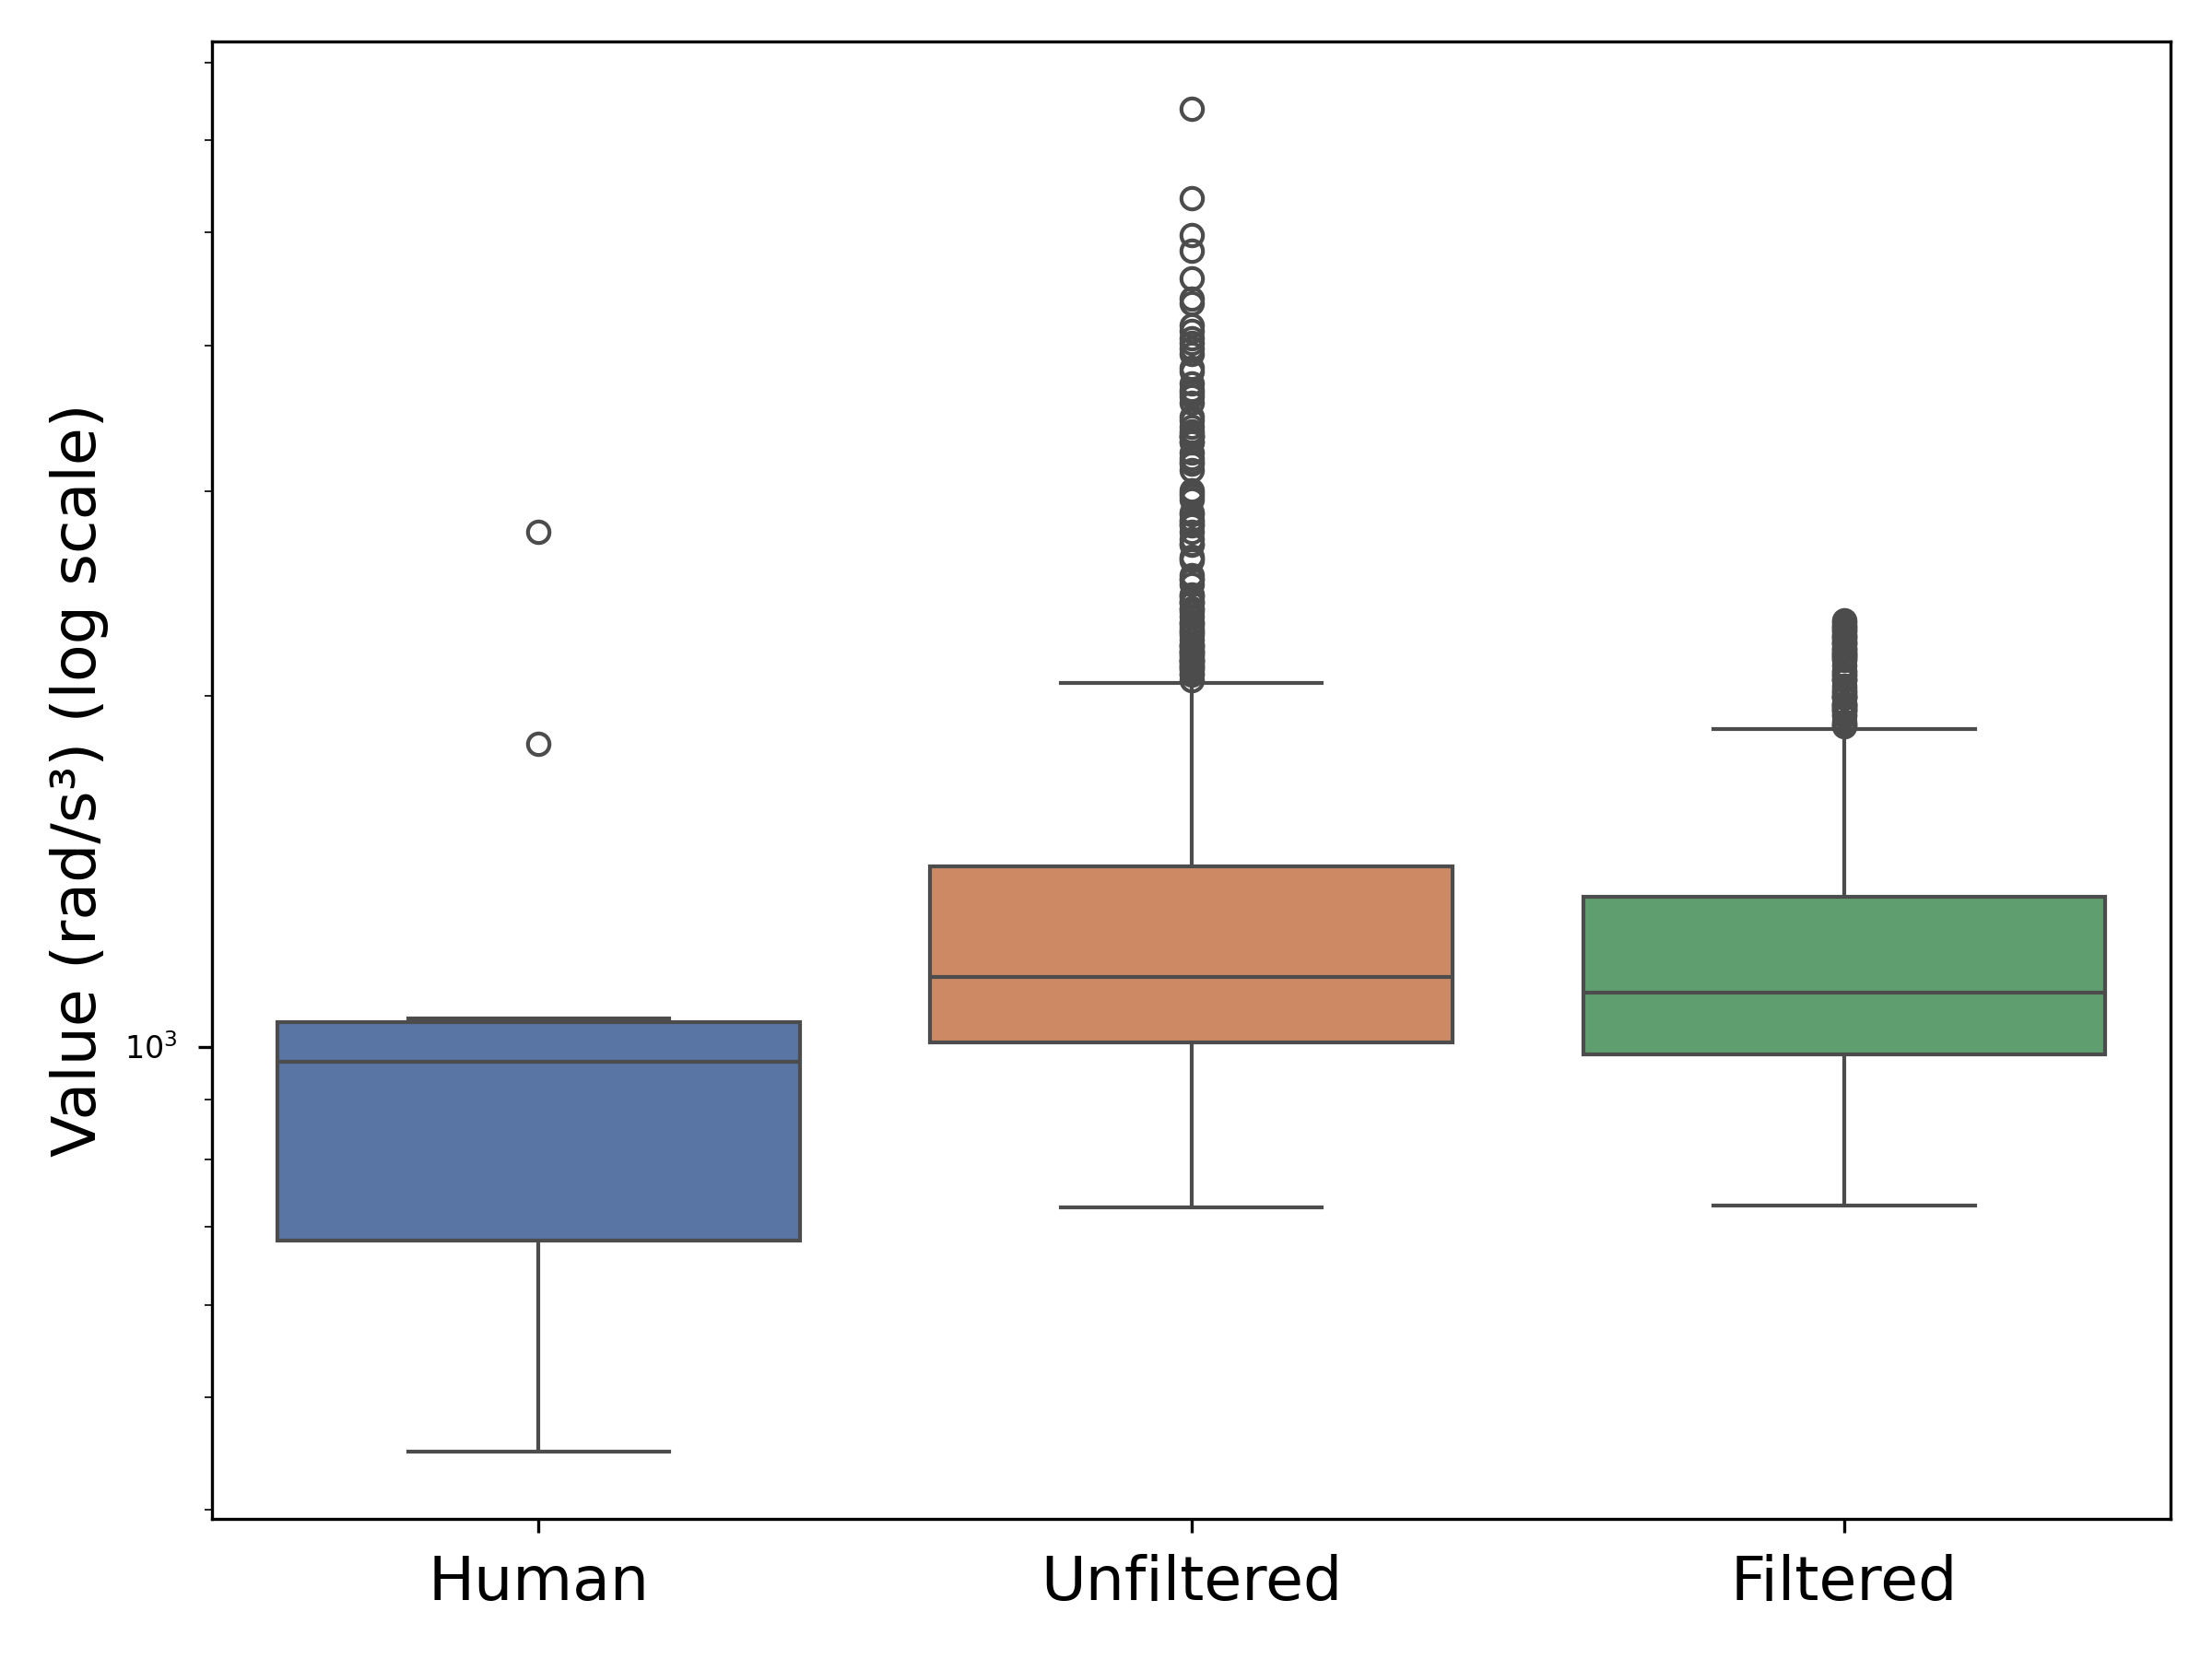 Value (rad/s³) (log scale)
10³
Human
Unfiltered
Filtered